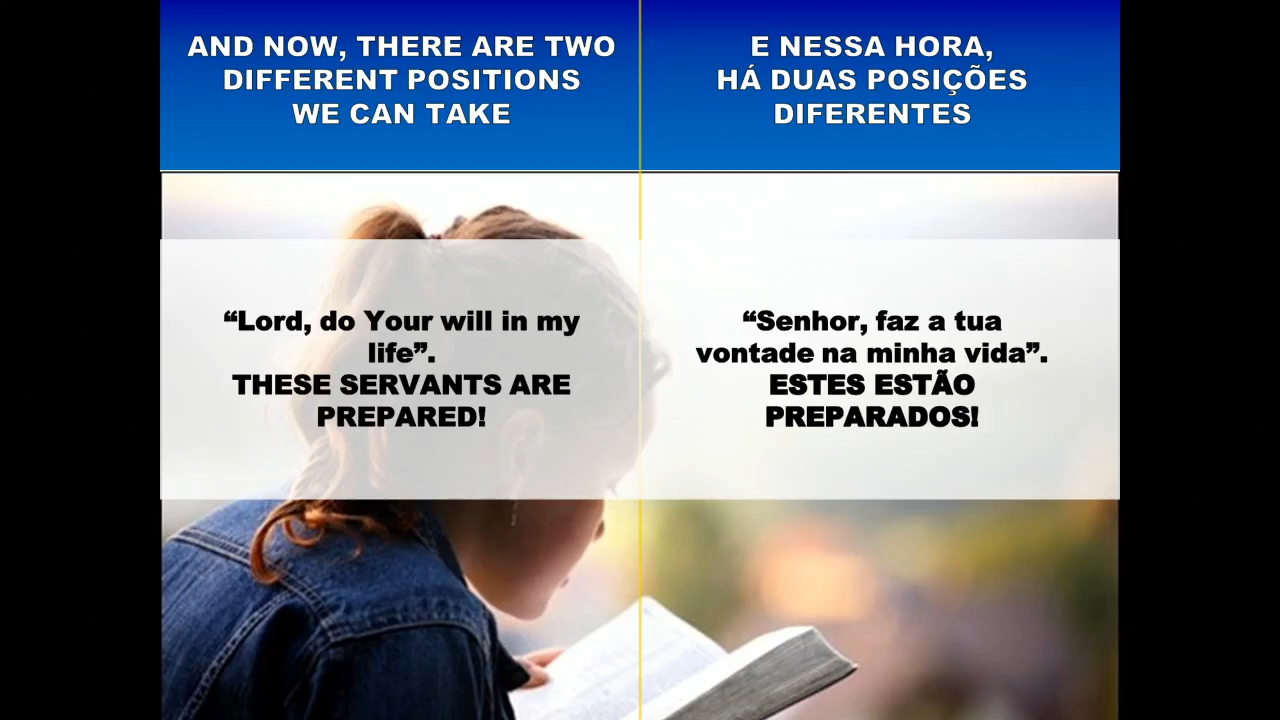 AND NOW, THERE ARE TWO
DIFFERENT POSITIONS
WE CAN TAKE
“Lord, do Your will in my
life”.
THESE SERVANTS ARE
PREPARED!
E NESSA HORA,
HÁ DUAS POSIÇÕES
DIFERENTES
“Senhor, faz a tua
vontade na minha vida”.
ESTES ESTÃO
PREPARADOS!